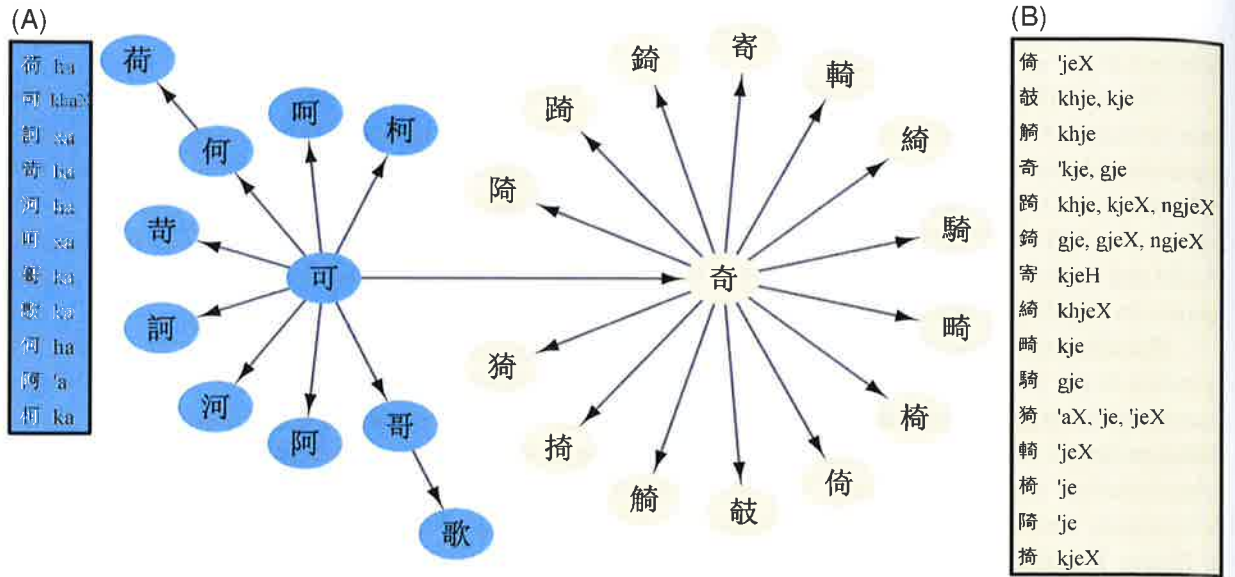 (A)
荷 ha
可 khaX
訶 xa
苛 ha
河 ha
呵 xa
哥 ka
歌 ka
何 ha
阿 'a
柯 ka
荷
何
呵
柯
苛
可
訶
河
阿
哥
歌
錡
寄
輢
踦
綺
陭
騎
奇
畸
猗
椅
掎
觭
攲
倚
(B)
倚 'jeX
攲 khje, kje
觭 khje
奇 'kje, gje
踦 khje, kjeX, ngjeX
錡 gje, gjeX, ngjeX
寄 kjeH
綺 khjeX
畸 kje
騎 gje
猗 'aX, 'je, 'jeX
輢 'jeX
椅 'je
陭 'je
掎 kjeX